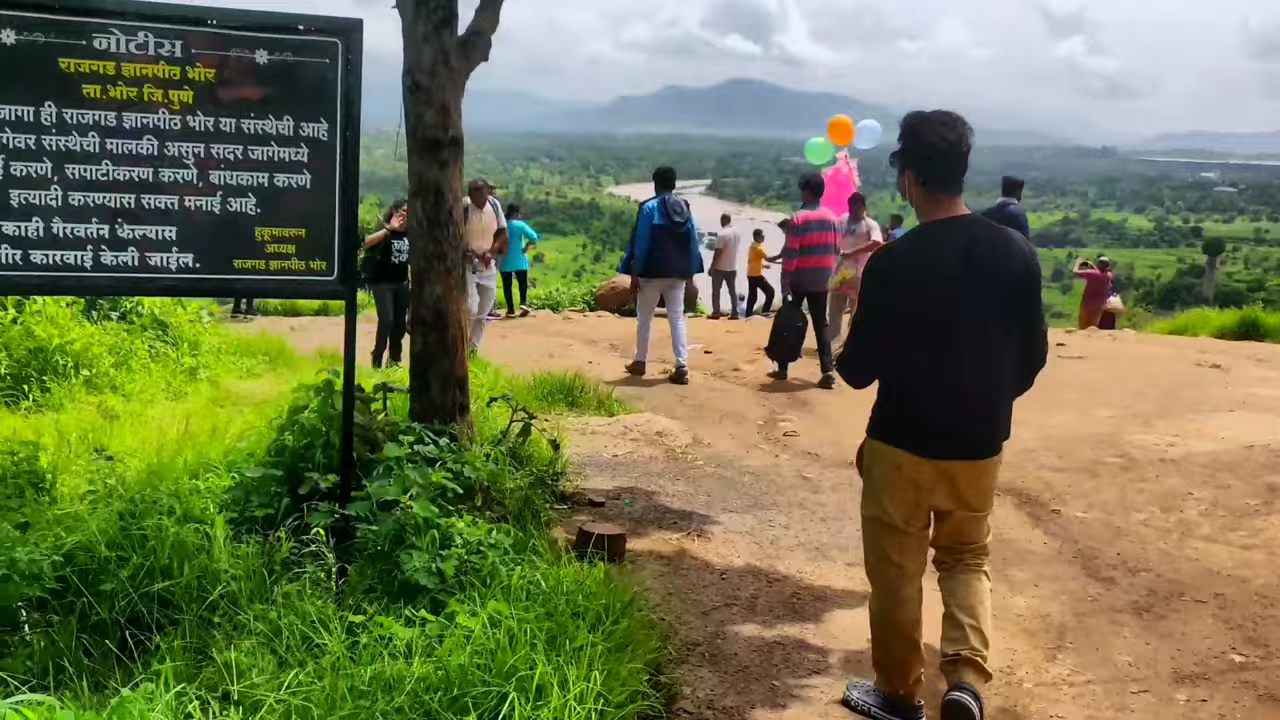 नोटीस
राजगड ज्ञानपीठ भोर
ता.भोर जि.पुणे
जागा ही राजगड ज्ञानपीठ भोर या संस्थेची आहे
संस्थेची मालकी असुन सदर जागेमध्ये
करणे, सपाटीकरण करणे, बांधकाम करणे
इत्यादी करण्यास सक्त मनाई आहे.
काही गैरवर्तन केल्यास
कारवाई केली जाईल.
हुकुमावरुन
अध्यक्ष
राजगड ज्ञानपीठ भोर
crocs